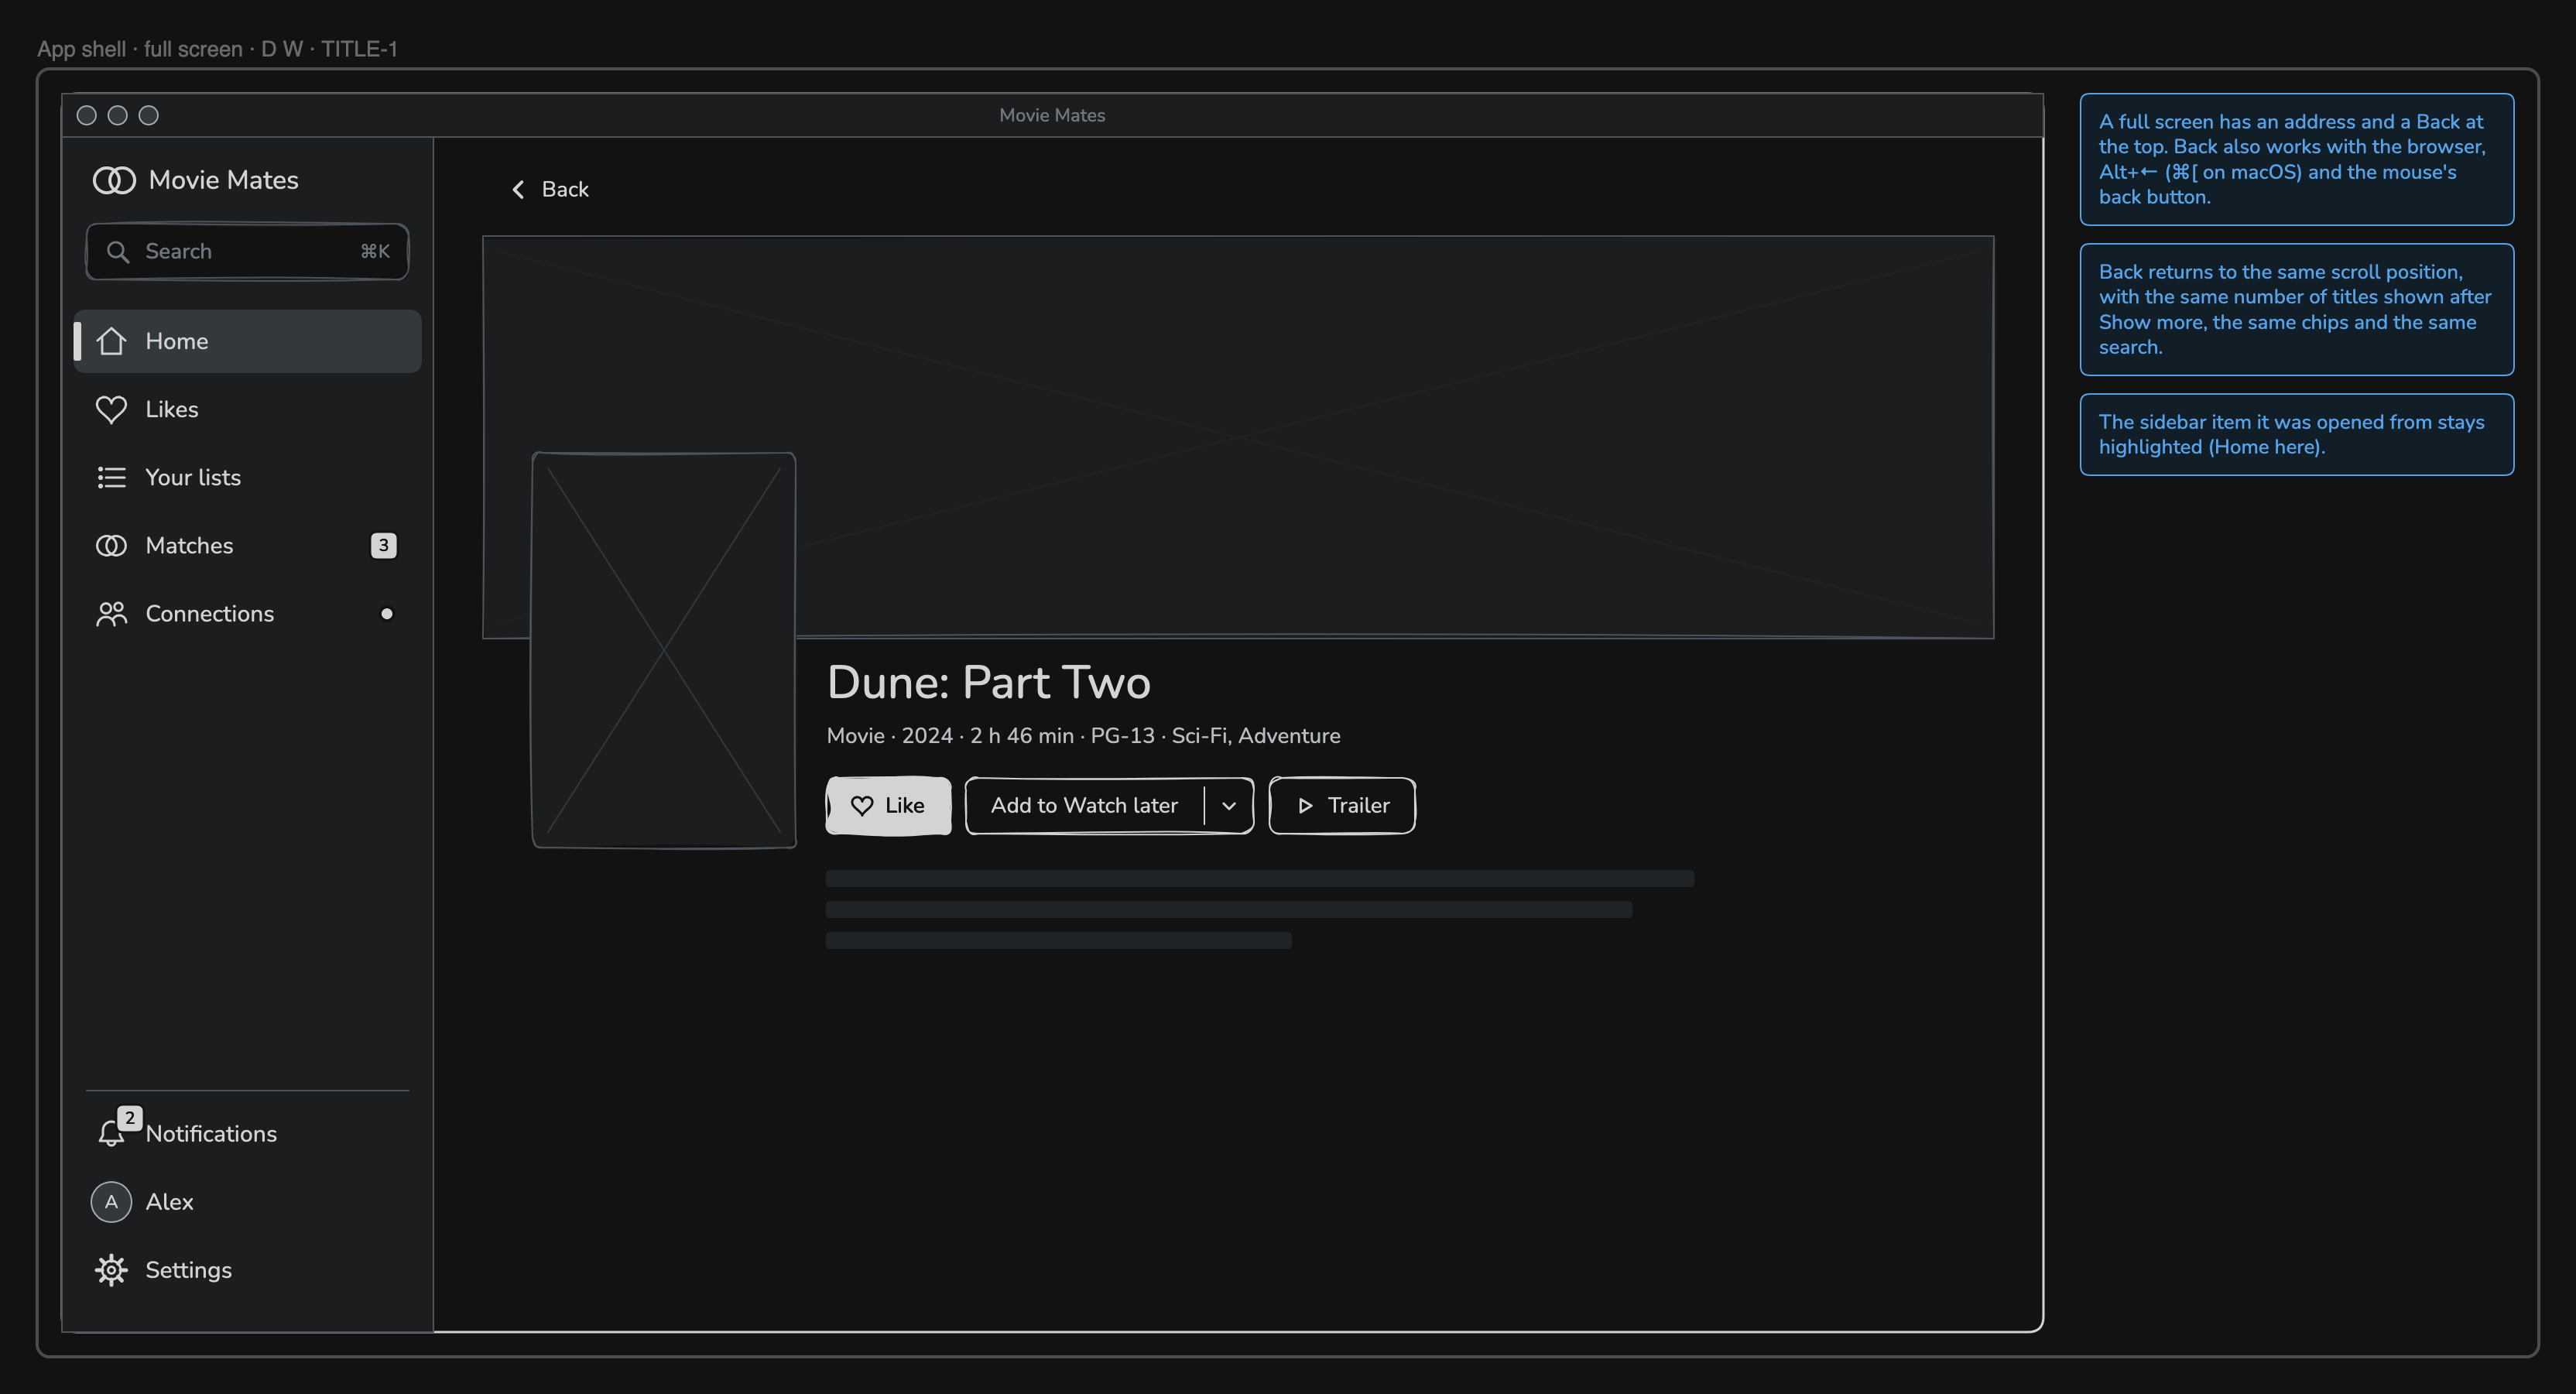 App shell · full screen · D W · TITLE-1
Movie Mates
Movie Mates
Search ⌘K
Home
Likes
Your lists
Matches 3
Connections
2
Notifications
A Alex
Settings
Back
Dune: Part Two
Movie · 2024 · 2 h 46 min · PG-13 · Sci-Fi, Adventure
Like Add to Watch later Trailer
A full screen has an address and a Back at
the top. Back also works with the browser,
Alt+← (⌘[ on macOS) and the mouse's
back button.
Back returns to the same scroll position,
with the same number of titles shown after
Show more, the same chips and the same
search.
The sidebar item it was opened from stays
highlighted (Home here).